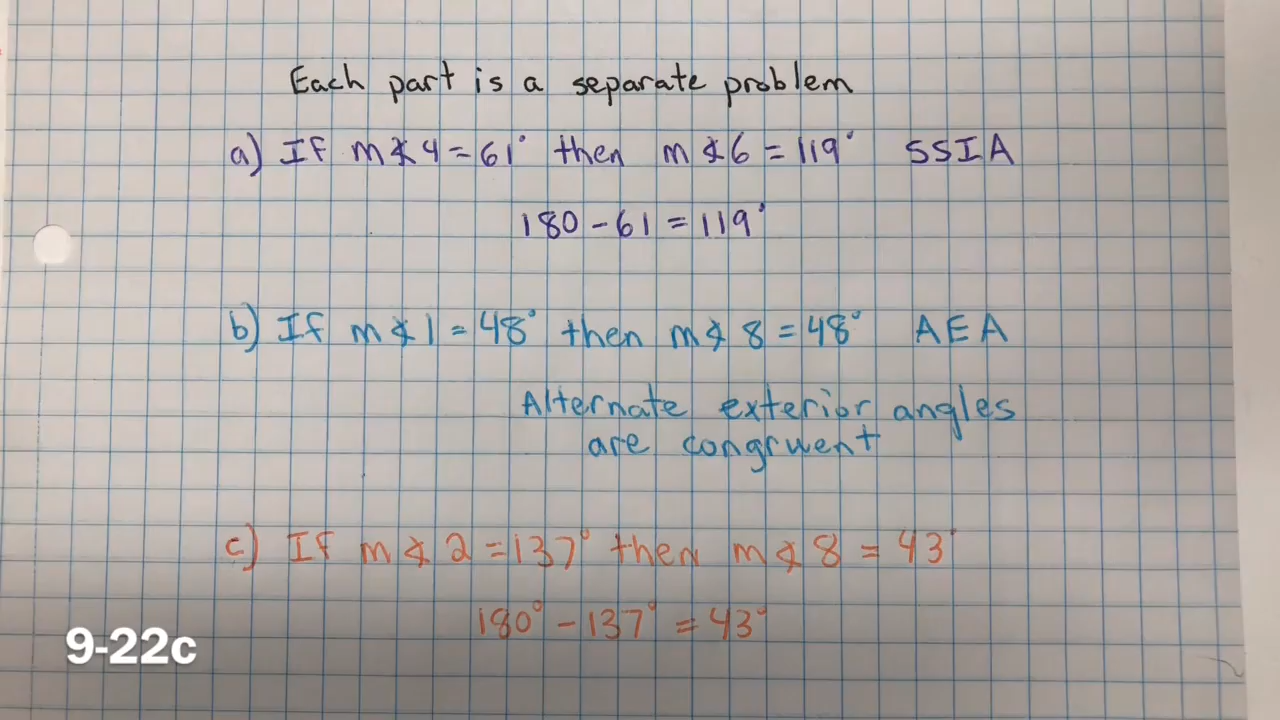 Each part is a separate problem
a) If m∡4 = 61° then m∡6 = 119° SSIA
180 - 61 = 119°
b) If m∡1 = 48° then m∡8 = 48° AEA
Alternate exterior angles
are congruent
c) If m∡2 = 137° then m∡8 = 43°
180° - 137° = 43°
9-22c